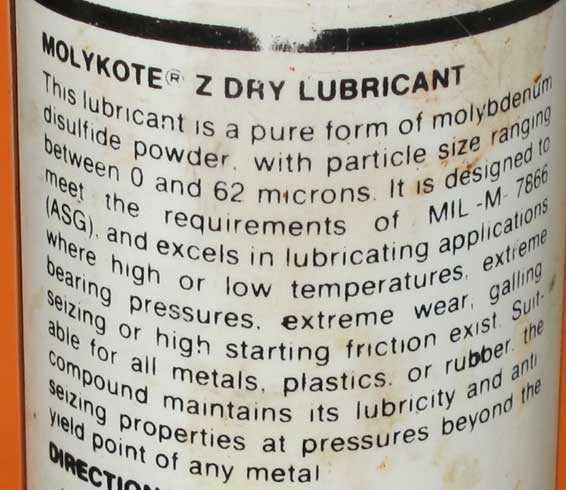 MOLYKOTE® Z DRY LUBRICANT
This lubricant is a pure form of molybdenum
disulfide powder, with particle size ranging
between 0 and 62 microns. It is designed to
meet the requirements of MIL-M-7866
(ASG), and excels in lubricating applications
where high or low temperatures, extreme
bearing pressures, extreme wear, galling
seizing or high starting friction exist. Suit-
able for all metals, plastics, or rubber, the
compound maintains its lubricity and anti
seizing properties at pressures beyond the
yield point of any metal